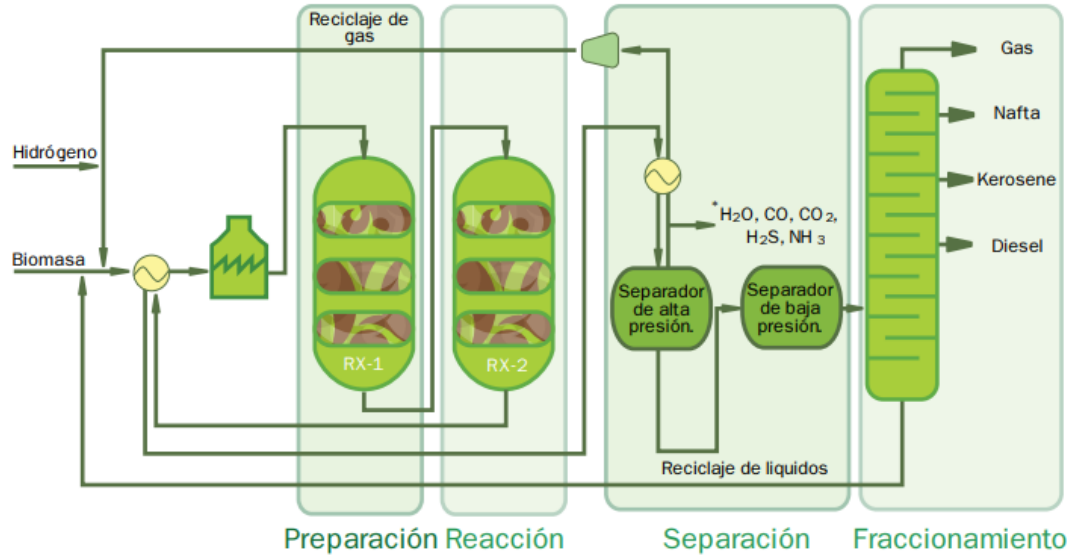 Reciclaje de
gas
Gas
Nafta
Hidrógeno
Kerosene
*H₂O, CO, CO₂,
H₂S, NH₃
Diesel
Biomasa
Separador
de alta
presión.
Separador
de baja
presión.
RX-1
RX-2
Reciclaje de liquidos
Preparación
Reacción
Separación
Fraccionamiento